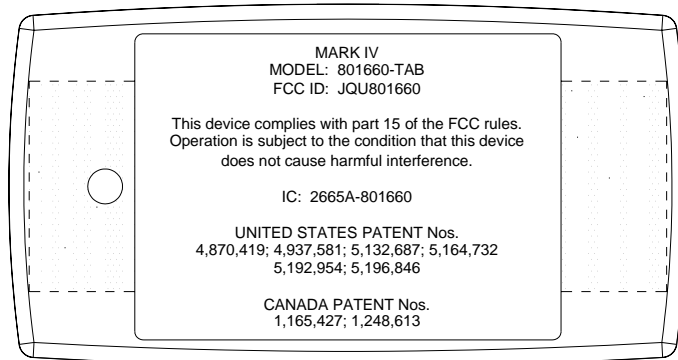 MARK IV
MODEL: 801660-TAB
FCC ID: JQU801660
This device complies with part 15 of the FCC rules.
Operation is subject to the condition that this device
does not cause harmful interference.
IC: 2665A-801660
UNITED STATES PATENT Nos.
4,870,419; 4,937,581; 5,132,687; 5,164,732
5,192,954; 5,196,846
CANADA PATENT Nos.
1,165,427; 1,248,613